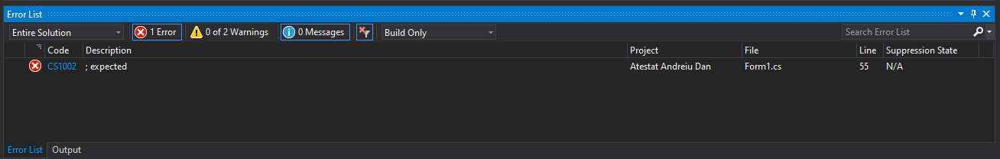 Error List
Entire Solution 1 Error 0 of 2 Warnings 0 Messages Build Only Search Error List
Code Description Project File Line Suppression State
CS1002 ; expected Atestat Andreiu Dan Form1.cs 55 N/A
Error List Output